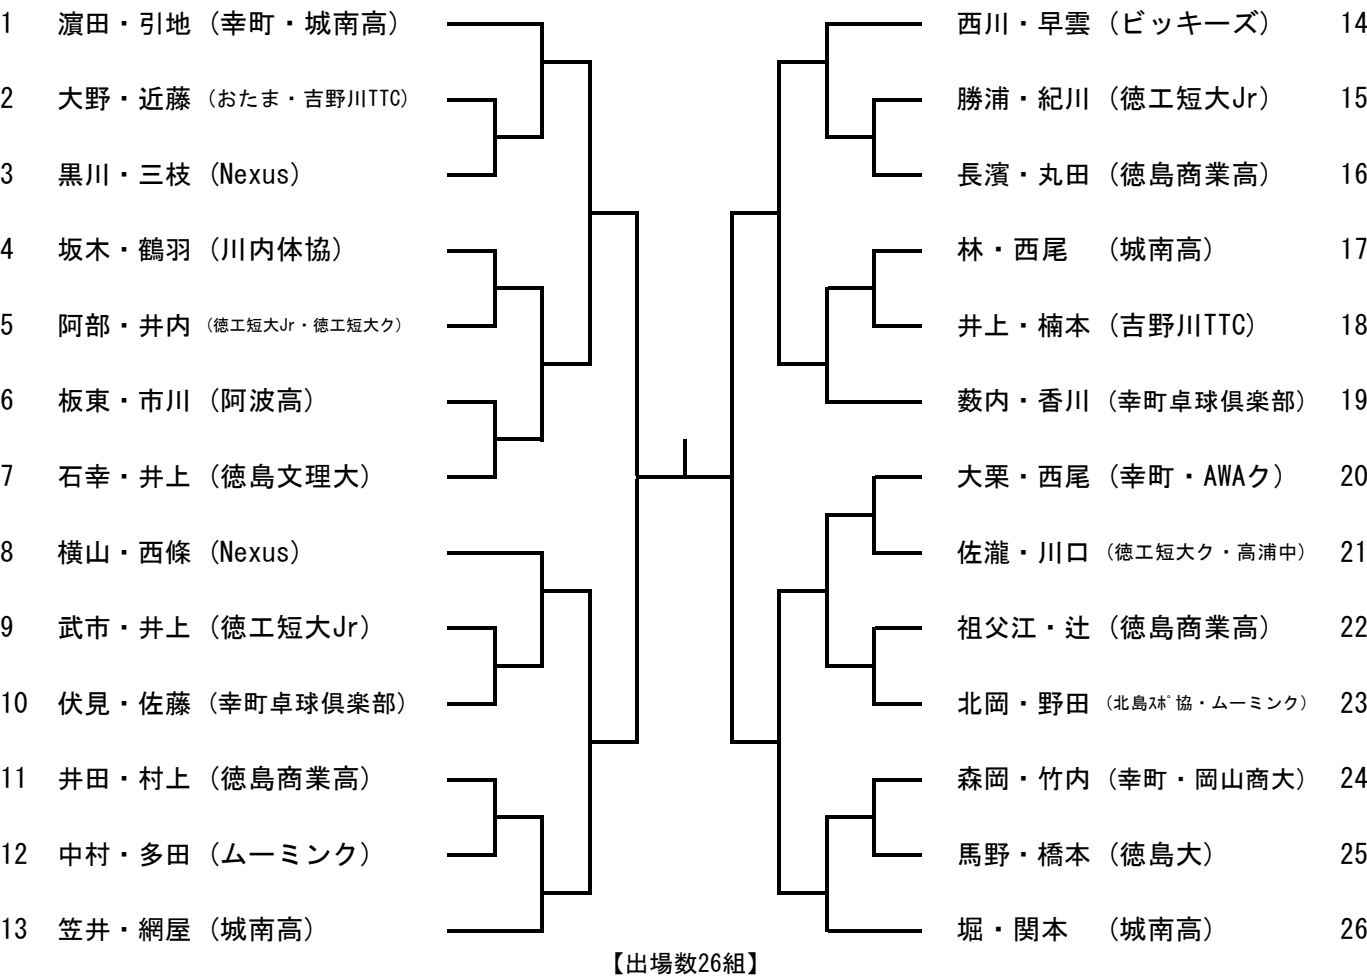 1 濵田・引地 (幸町・城南高)
2 大野・近藤 (おたま・吉野川TTC)
3 黒川・三枝 (Nexus)
4 坂木・鶴羽 (川内体協)
5 阿部・井内 (徳工短大Jr・徳工短大ク)
6 板東・市川 (阿波高)
7 石幸・井上 (徳島文理大)
8 横山・西條 (Nexus)
9 武市・井上 (徳工短大Jr)
10 伏見・佐藤 (幸町卓球倶楽部)
11 井田・村上 (徳島商業高)
12 中村・多田 (ムーミンク)
13 笠井・網屋 (城南高)
西川・早雲 (ビッキーズ) 14
勝浦・紀川 (徳工短大Jr) 15
長濱・丸田 (徳島商業高) 16
林・西尾 (城南高) 17
井上・楠本 (吉野川TTC) 18
薮内・香川 (幸町卓球倶楽部) 19
大栗・西尾 (幸町・AWAク) 20
佐瀧・川口 (徳工短大ク・高浦中) 21
祖父江・辻 (徳島商業高) 22
北岡・野田 (北島ｽﾎﾟ協・ムーミンク) 23
森岡・竹内 (幸町・岡山商大) 24
馬野・橋本 (徳島大) 25
堀・関本 (城南高) 26
【出場数26組】